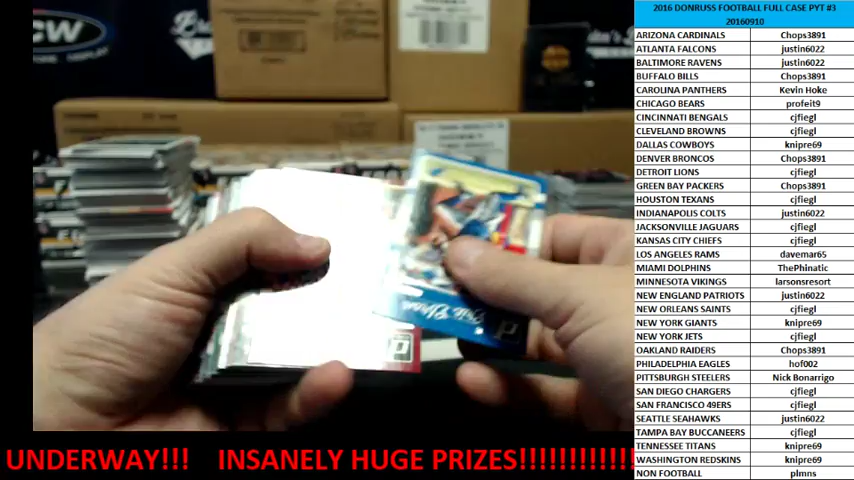 2016 DONRUSS FOOTBALL FULL CASE PYT #3
20160910
ARIZONA CARDINALS Chops3891
ATLANTA FALCONS justin6022
BALTIMORE RAVENS justin6022
BUFFALO BILLS Chops3891
CAROLINA PANTHERS Kevin Hoke
CHICAGO BEARS profeit9
CINCINNATI BENGALS cjfiegl
CLEVELAND BROWNS cjfiegl
DALLAS COWBOYS knipre69
DENVER BRONCOS Chops3891
DETROIT LIONS cjfiegl
GREEN BAY PACKERS Chops3891
HOUSTON TEXANS cjfiegl
INDIANAPOLIS COLTS justin6022
JACKSONVILLE JAGUARS cjfiegl
KANSAS CITY CHIEFS cjfiegl
LOS ANGELES RAMS davemar65
MIAMI DOLPHINS ThePhinatic
MINNESOTA VIKINGS larsonsresort
NEW ENGLAND PATRIOTS justin6022
NEW ORLEANS SAINTS cjfiegl
NEW YORK GIANTS knipre69
NEW YORK JETS cjfiegl
OAKLAND RAIDERS Chops3891
PHILADELPHIA EAGLES hof002
PITTSBURGH STEELERS Nick Bonarrigo
SAN DIEGO CHARGERS cjfiegl
SAN FRANCISCO 49ERS cjfiegl
SEATTLE SEAHAWKS justin6022
TAMPA BAY BUCCANEERS cjfiegl
TENNESSEE TITANS knipre69
WASHINGTON REDSKINS knipre69
NON FOOTBALL plmns
UNDERWAY!!! INSANELY HUGE PRIZES!!!!!!!!!!!!!